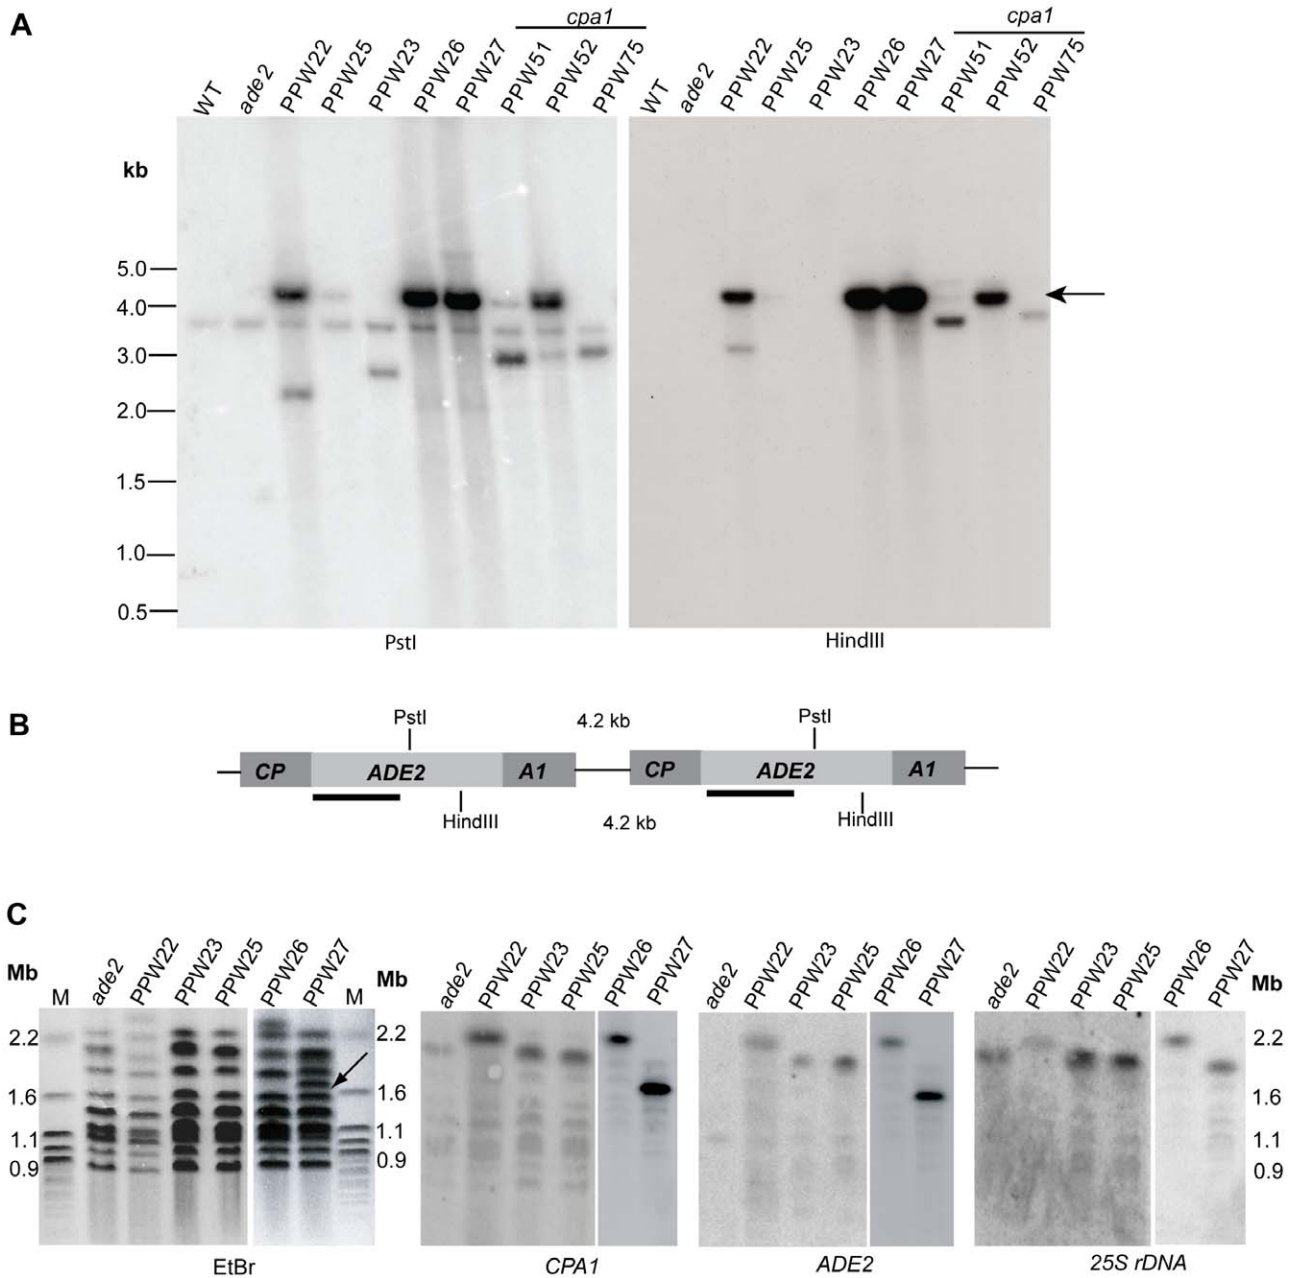 A
cpa1
cpa1
WT ade2 PPW22 PPW25 PPW23 PPW26 PPW27 PPW51 PPW52 PPW75 WT ade2 PPW22 PPW25 PPW23 PPW26 PPW27 PPW51 PPW52 PPW75
kb
5.0
4.0
3.0
2.0
1.5
1.0
0.5
PstI HindIII
B
PstI 4.2 kb PstI
CP ADE2 A1 CP ADE2 A1
HindIII 4.2 kb HindIII
C
Mb M ade2 PPW22 PPW23 PPW25 PPW26 PPW27 M Mb ade2 PPW22 PPW23 PPW25 PPW26 PPW27 ade2 PPW22 PPW23 PPW25 PPW26 PPW27 ade2 PPW22 PPW23 PPW25 PPW26 PPW27 Mb
2.2 2.2 2.2
1.6 1.6 1.6
1.1 1.1 1.1
0.9 0.9 0.9
EtBr CPA1 ADE2 25S rDNA